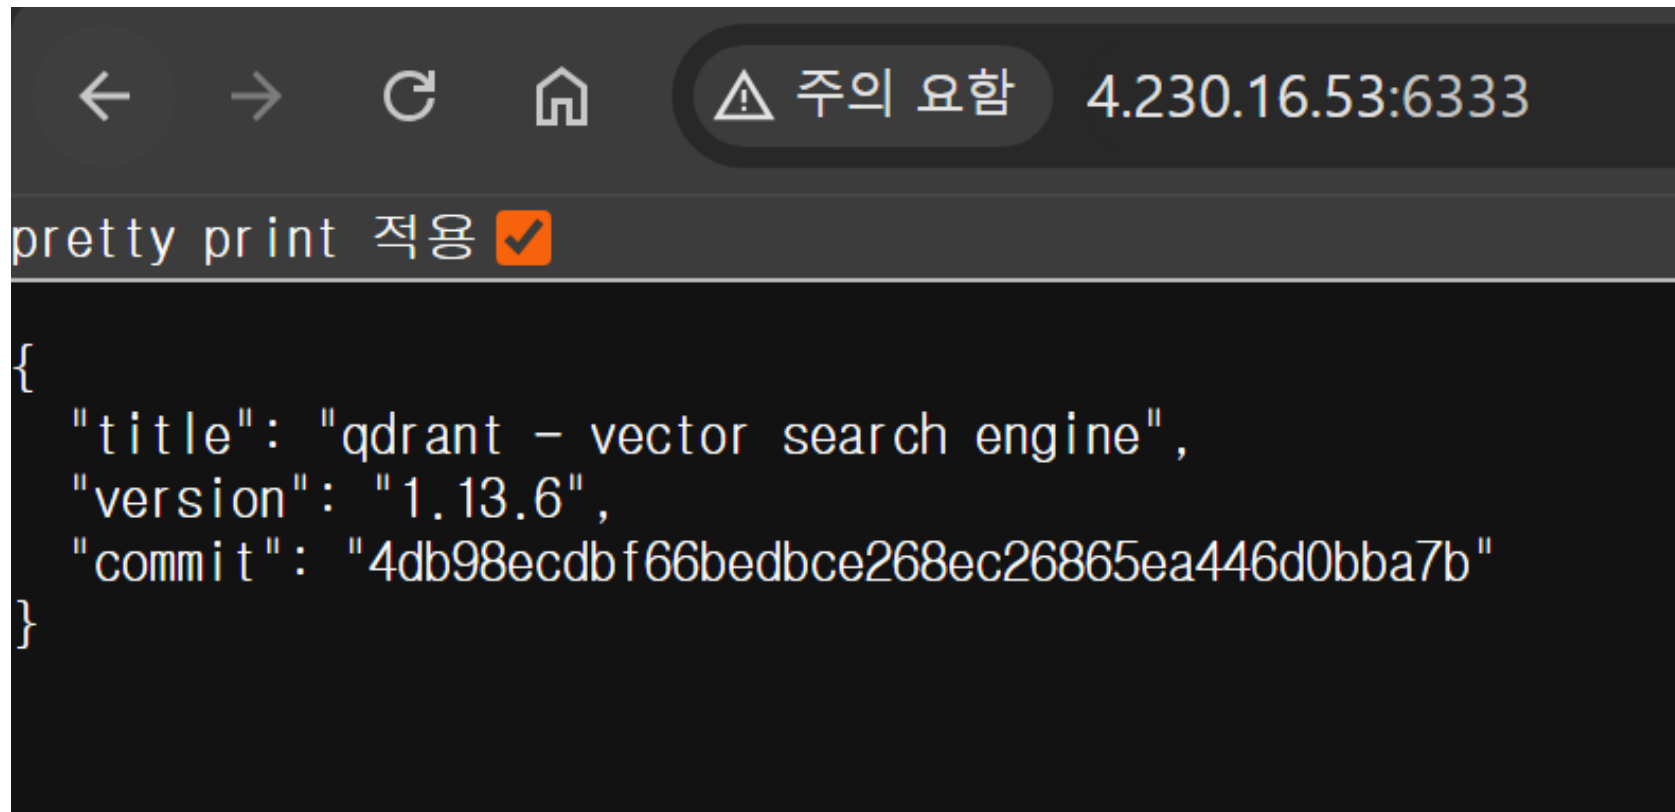 주의 요함 4.230.16.53:6333
pretty print 적용
{
"title": "qdrant - vector search engine",
"version": "1.13.6",
"commit": "4db98ecdbf66bedbce268ec26865ea446d0bba7b"
}